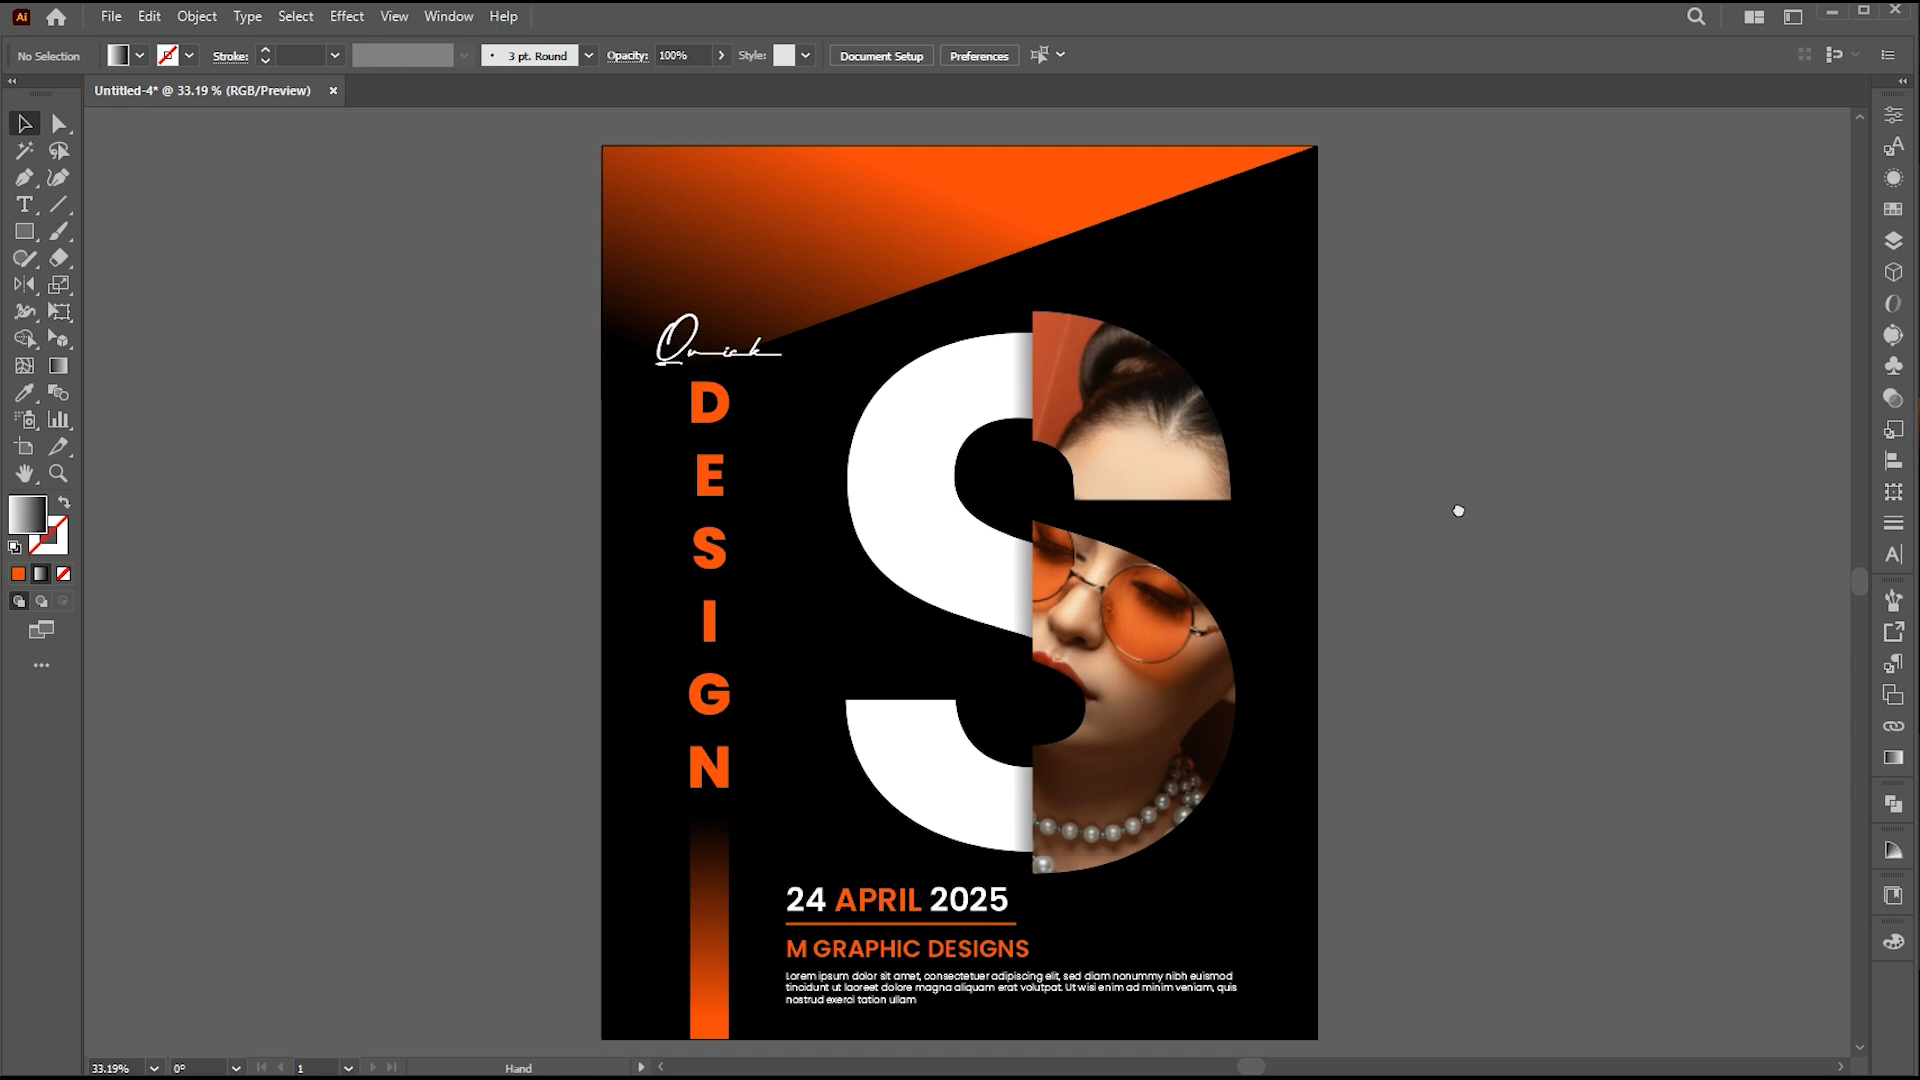 Ai File Edit Object Type Select Effect View Window Help
No Selection Stroke: 3 pt. Round Opacity: 100% Style: Document Setup Preferences
Untitled-4* @ 33.19 % (RGB/Preview)
Quick
D
E
S
I
G
N
S
24 APRIL 2025
M GRAPHIC DESIGNS
Lorem ipsum dolor sit amet, consectetuer adipiscing elit, sed diam nonummy nibh euismod
tincidunt ut laoreet dolore magna aliquam erat volutpat. Ut wisi enim ad minim veniam, quis
nostrud exerci tation ullam
33.19% 0° 1 Hand